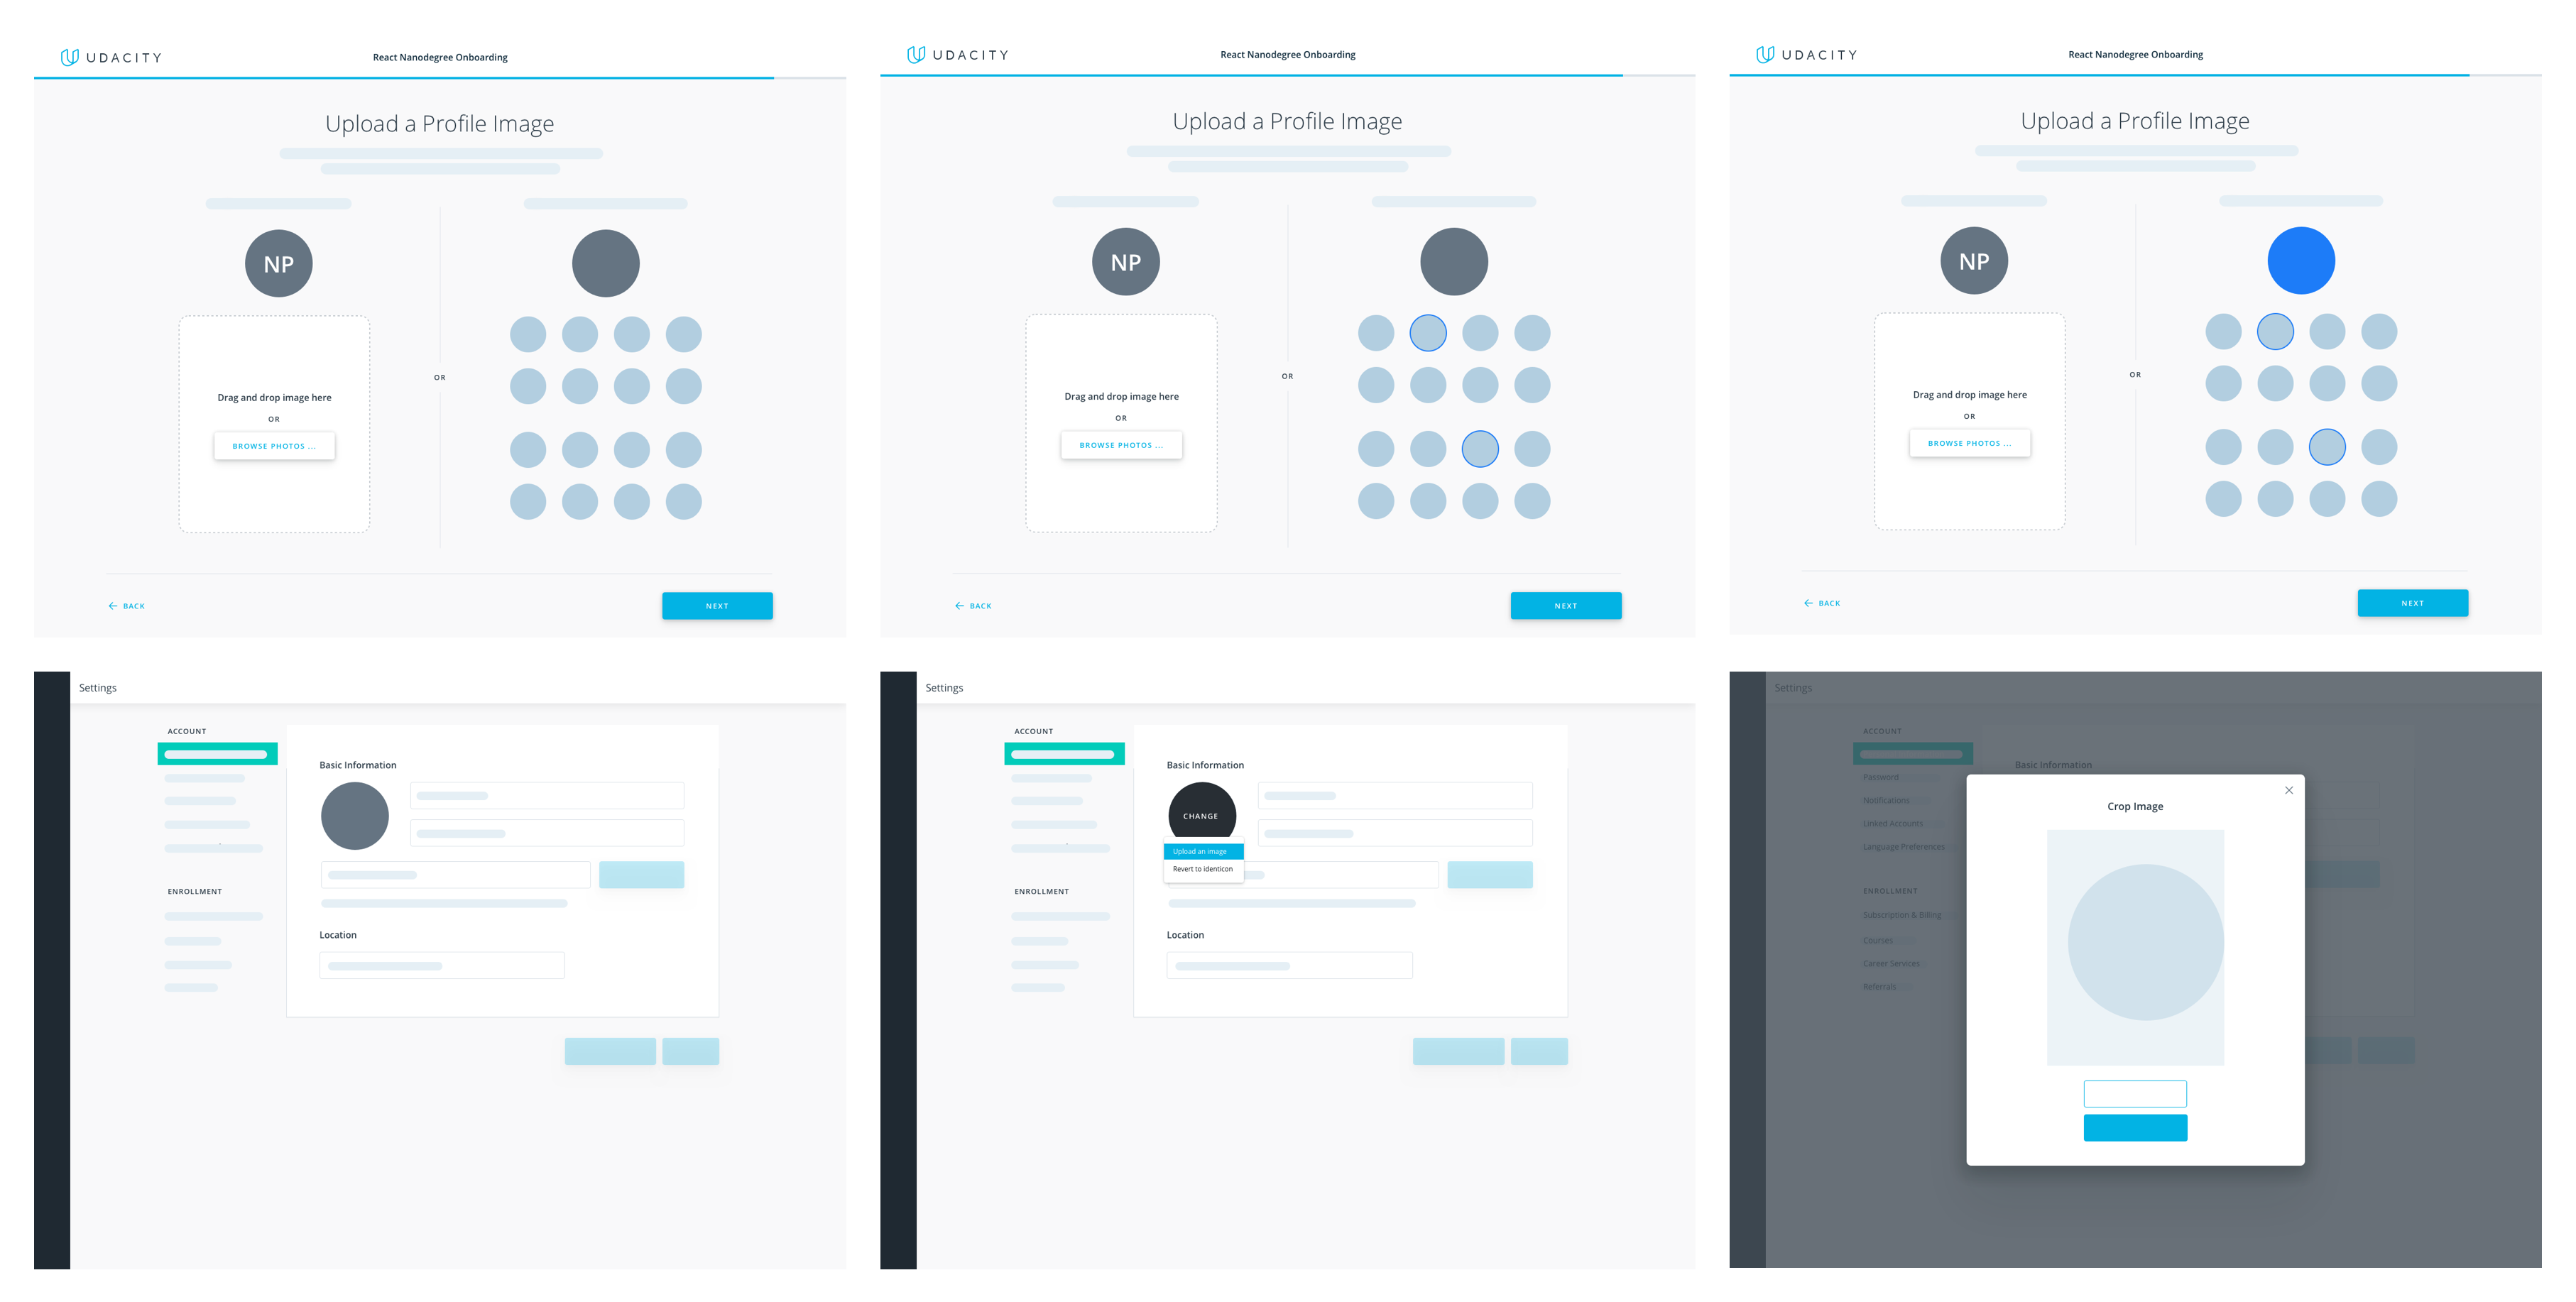 UDACITY
React Nanodegree Onboarding
Upload a Profile Image
NP
Drag and drop image here
OR
BROWSE PHOTOS ...
OR
BACK
NEXT
UDACITY
React Nanodegree Onboarding
Upload a Profile Image
NP
Drag and drop image here
OR
BROWSE PHOTOS ...
OR
BACK
NEXT
UDACITY
React Nanodegree Onboarding
Upload a Profile Image
NP
Drag and drop image here
OR
BROWSE PHOTOS ...
OR
BACK
NEXT
Settings
ACCOUNT
ENROLLMENT
Basic Information
Location
Settings
ACCOUNT
ENROLLMENT
Basic Information
CHANGE
Upload an image
Revert to identicon
Location
Settings
ACCOUNT
Password
Notifications
Linked Accounts
Language Preferences
ENROLLMENT
Subscription & Billing
Courses
Career Services
Referrals
Basic Information
Crop Image